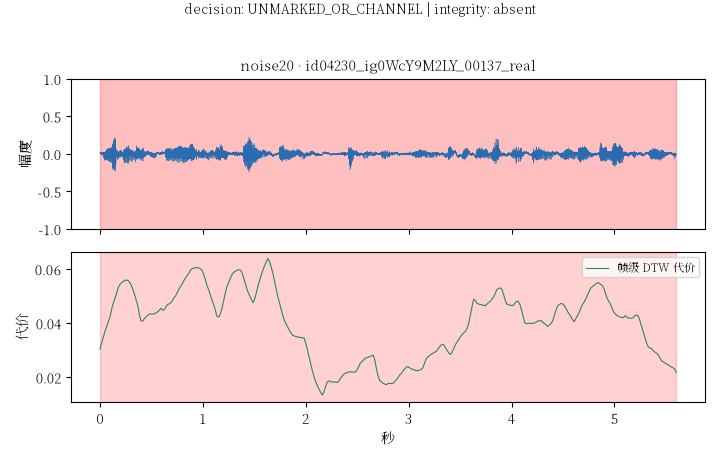 decision: UNMARKED_OR_CHANNEL | integrity: absent
noise20 · id04230_ig0WcY9M2LY_00137_real
幅度
1.0
0.5
0.0
-0.5
-1.0
代价
0.06
0.04
0.02
帧级 DTW 代价
0 1 2 3 4 5
秒